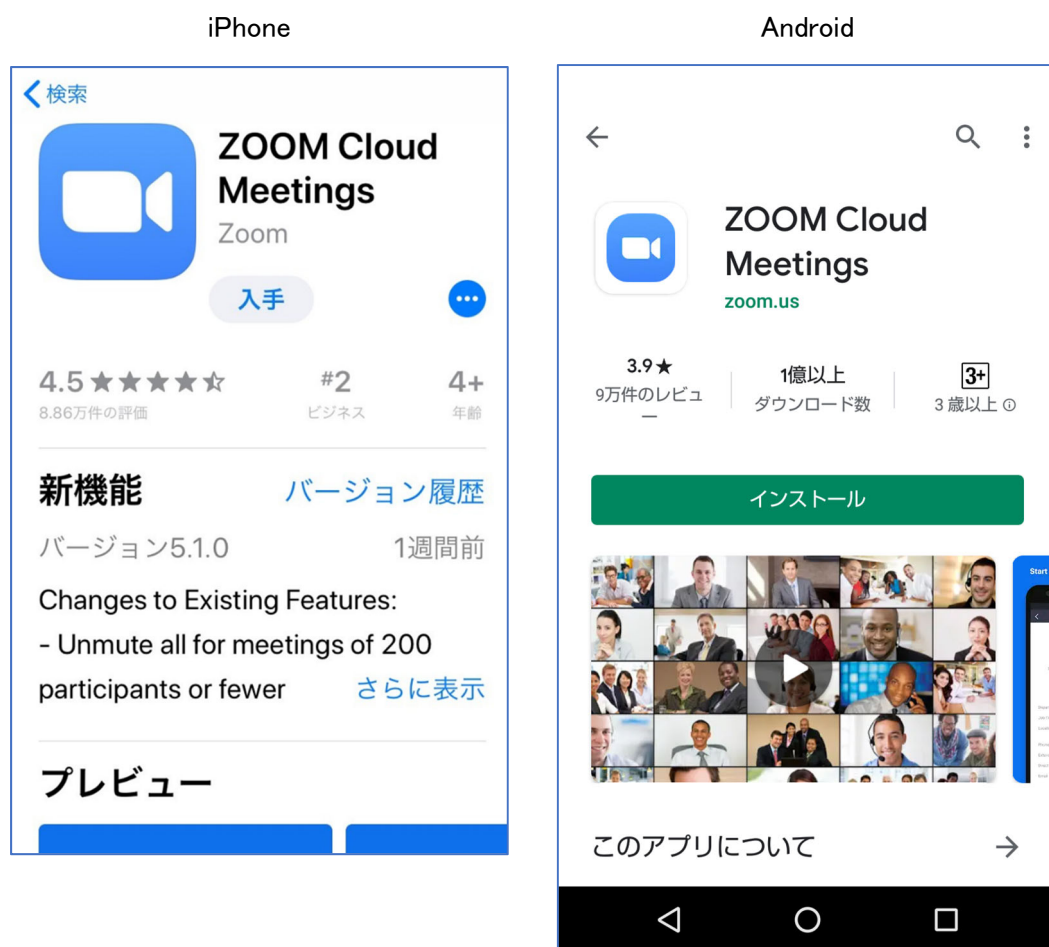 iPhone
検索
ZOOM Cloud
Meetings
Zoom
入手
4.5
#2
4+
8.86万件の評価
ビジネス
年齢
新機能
バージョン履歴
バージョン5.1.0
1週間前
Changes to Existing Features:
- Unmute all for meetings of 200
participants or fewer
さらに表示
プレビュー
Android
ZOOM Cloud
Meetings
zoom.us
3.9★
9万件のレビュ
ー
1億以上
ダウンロード数
3+
3 歳以上
インストール
Start
このアプリについて